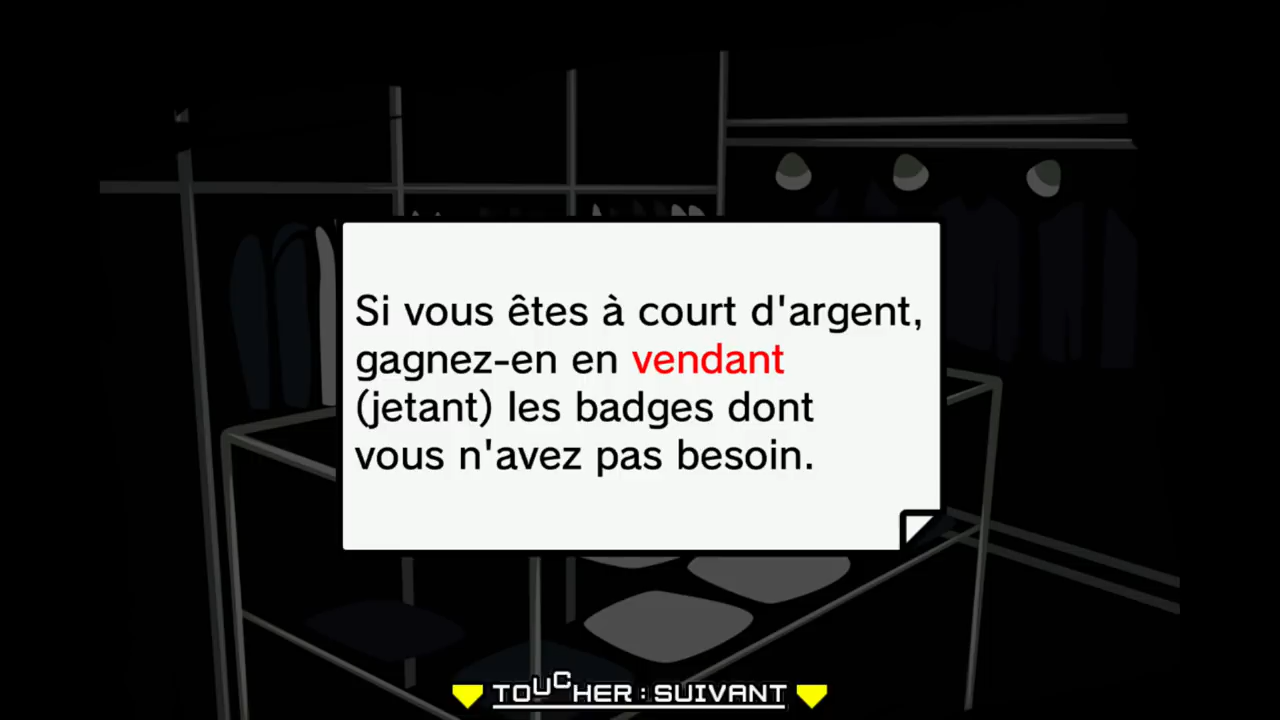 Si vous êtes à court d'argent,
gagnez-en en vendant
(jetant) les badges dont
vous n'avez pas besoin.
TOUCHER : SUIVANT